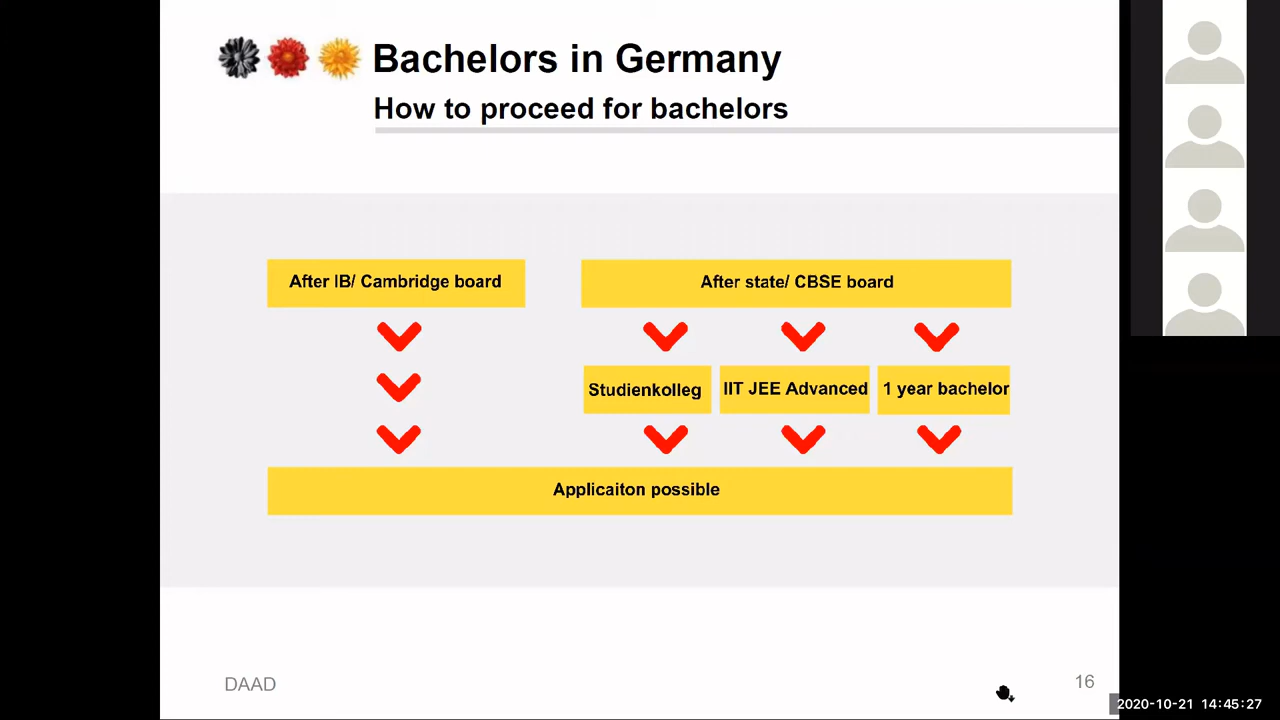 Bachelors in Germany
How to proceed for bachelors
After IB/ Cambridge board
After state/ CBSE board
Studienkolleg
IIT JEE Advanced
1 year bachelor
Applicaiton possible
DAAD
16
2020-10-21 14:45:27